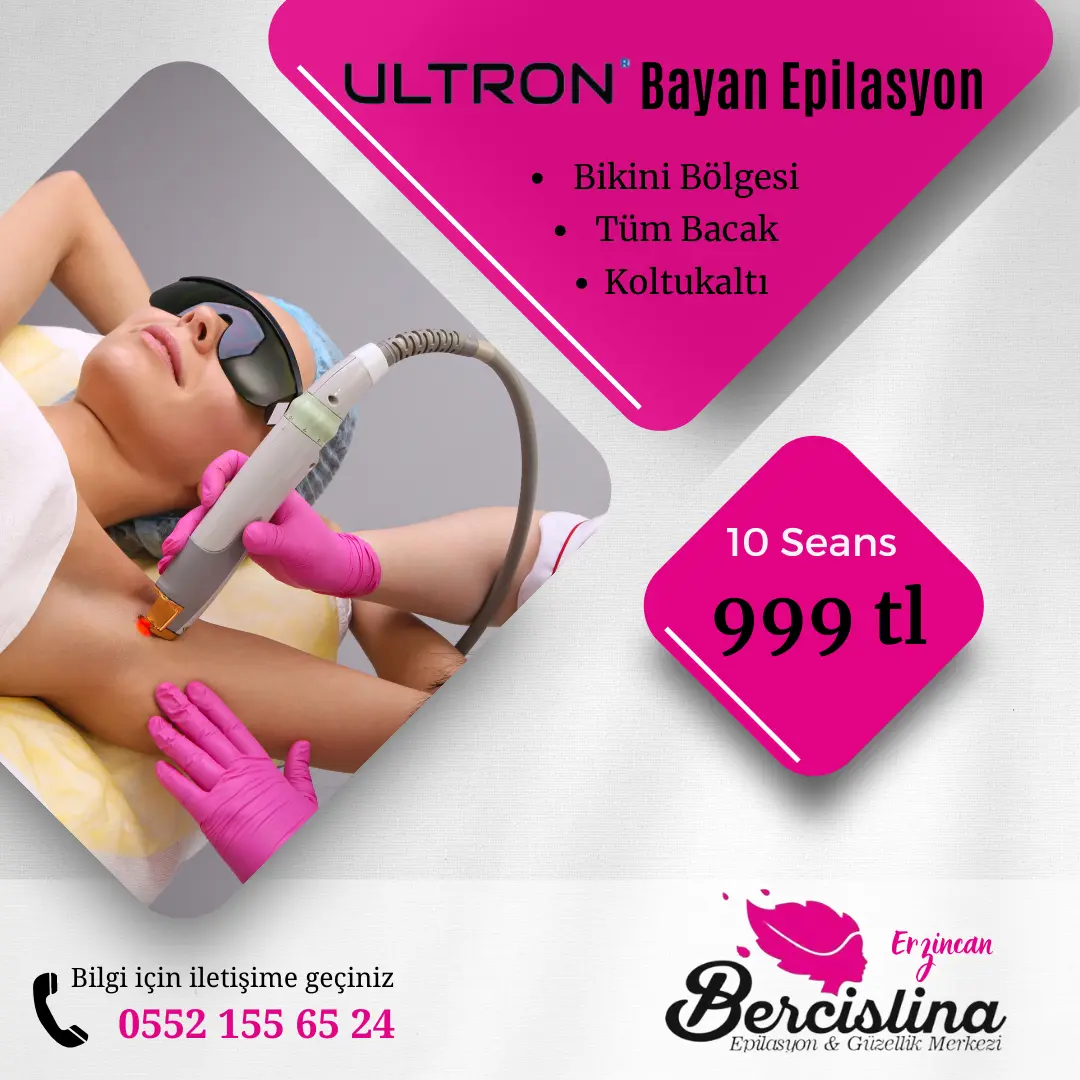 ULTRON Bayan Epilasyon
• Bikini Bölgesi
• Tüm Bacak
• Koltukaltı
10 Seans
999 tl
Bilgi için iletişime geçiniz
0552 155 65 24
Erzincan
Bercislina
Epilasyon & Güzellik Merkezi